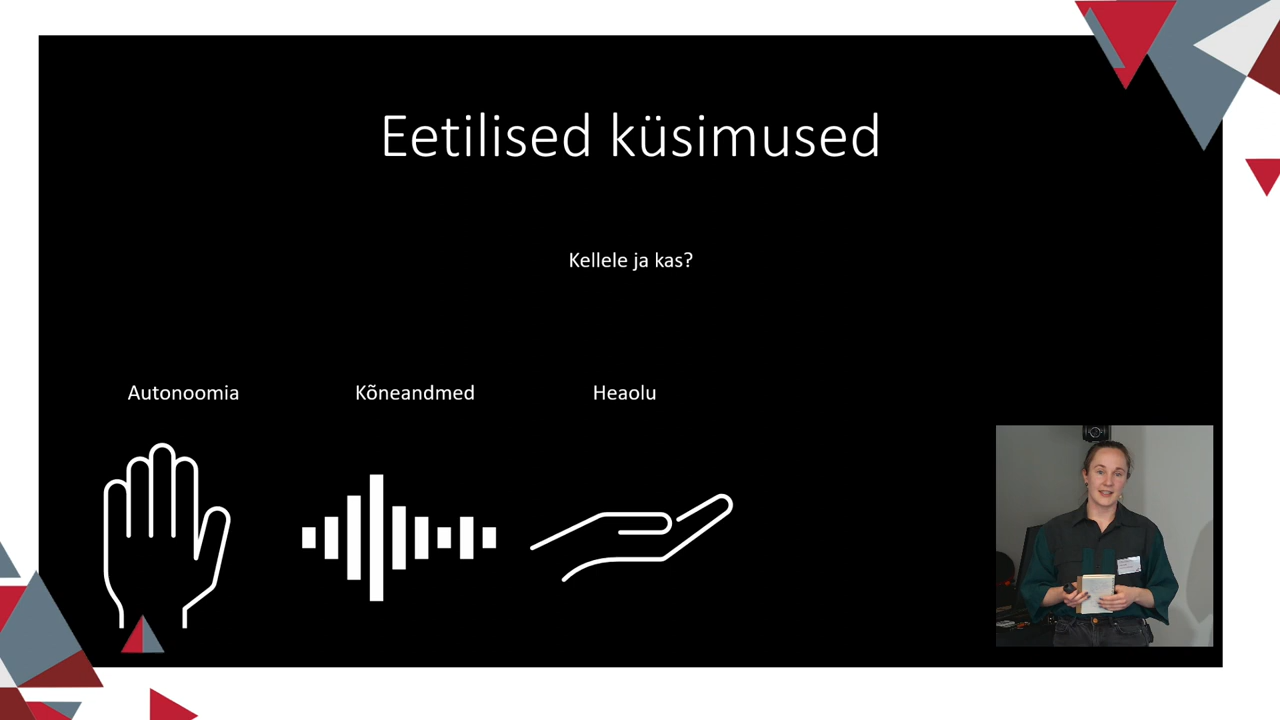 Eetilised küsimused
Kellele ja kas?
Autonoomia
Kõneandmed
Heaolu